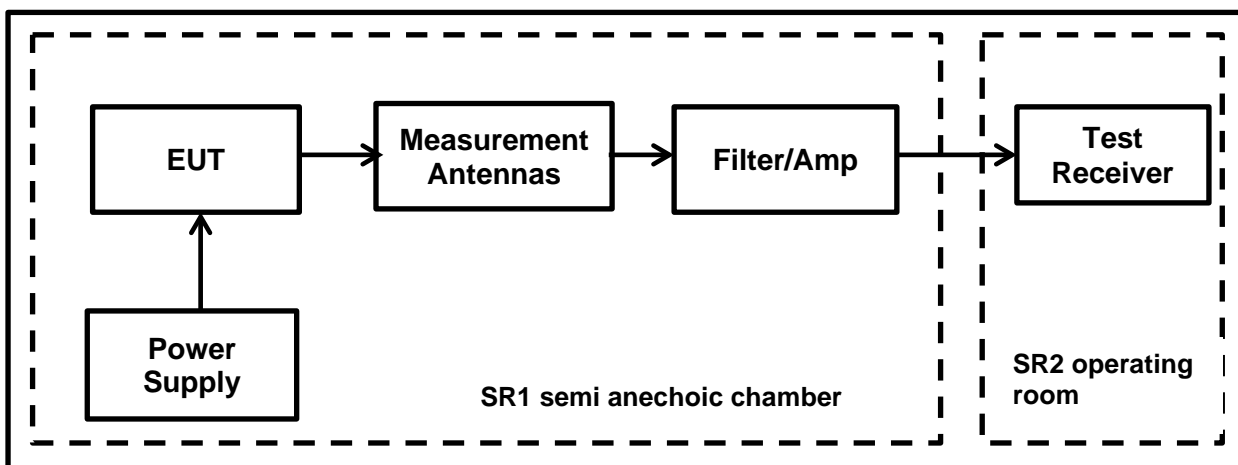 EUT
Measurement
Antennas
Filter/Amp
Test
Receiver
Power
Supply
SR1 semi anechoic chamber
SR2 operating
room